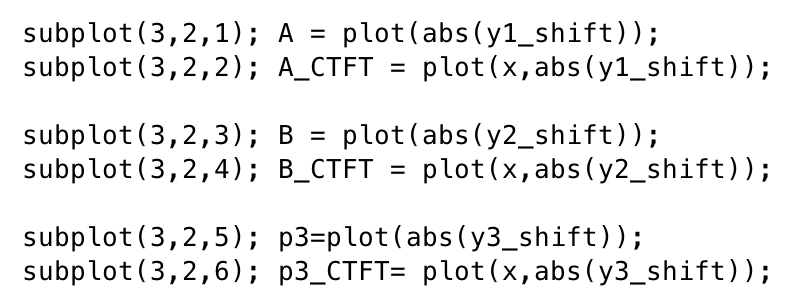 subplot(3,2,1); A = plot(abs(y1_shift));
subplot(3,2,2); A_CTFT = plot(x,abs(y1_shift));
subplot(3,2,3); B = plot(abs(y2_shift));
subplot(3,2,4); B_CTFT = plot(x,abs(y2_shift));
subplot(3,2,5); p3=plot(abs(y3_shift));
subplot(3,2,6); p3_CTFT= plot(x,abs(y3_shift));